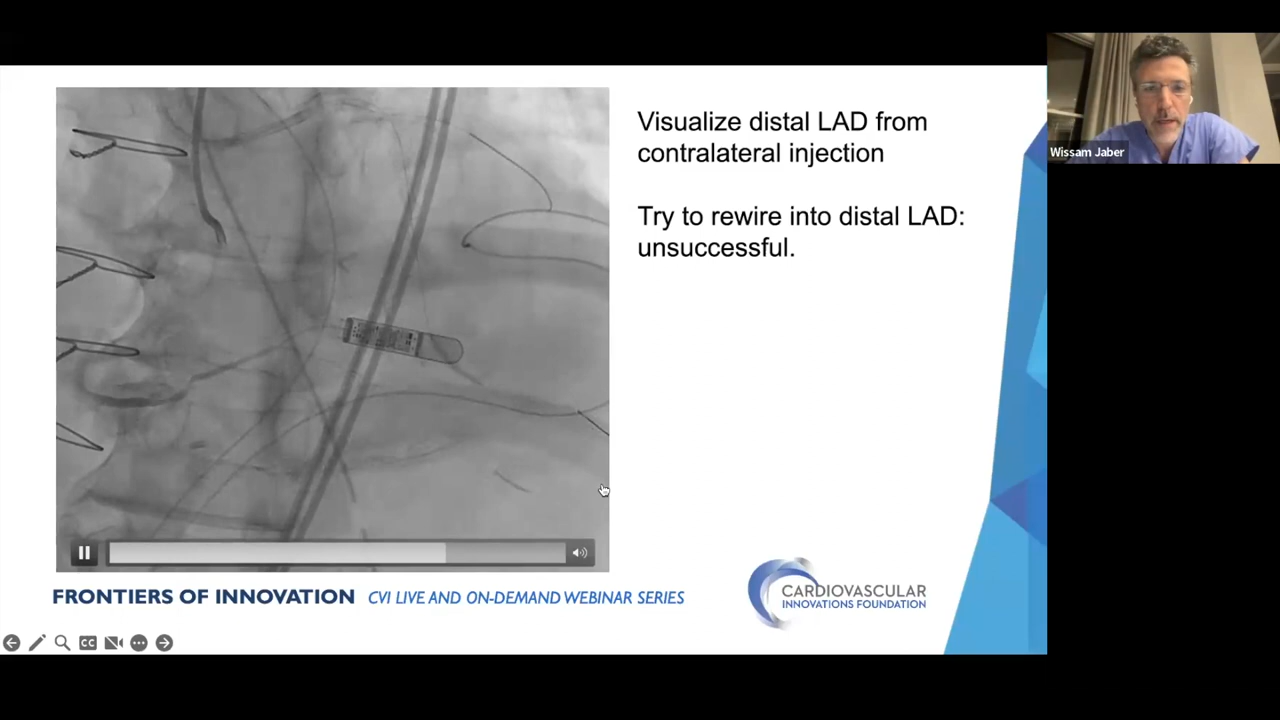 Visualize distal LAD from
contralateral injection
Try to rewire into distal LAD:
unsuccessful.
Wissam Jaber
FRONTIERS OF INNOVATION CVI LIVE AND ON-DEMAND WEBINAR SERIES
CARDIOVASCULAR
INNOVATIONS FOUNDATION
CC